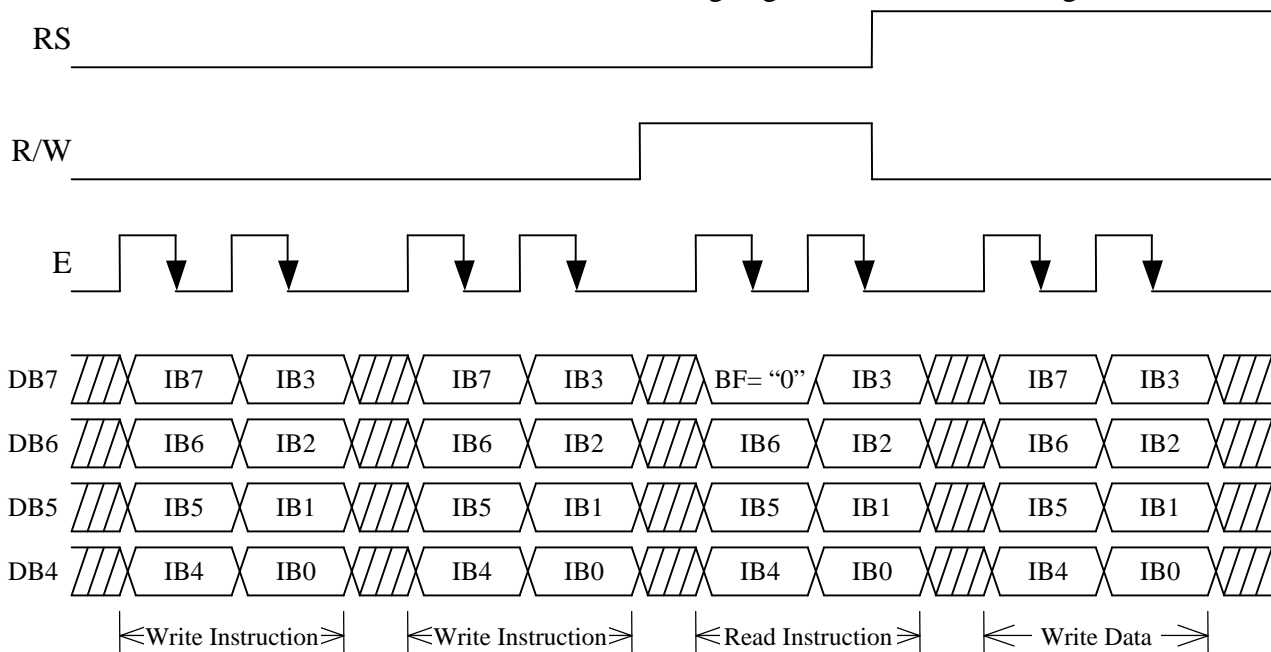 RS
R/W
E
DB7 IB7 IB3 IB7 IB3 BF= “0” IB3 IB7 IB3
DB6 IB6 IB2 IB6 IB2 IB6 IB2 IB6 IB2
DB5 IB5 IB1 IB5 IB1 IB5 IB1 IB5 IB1
DB4 IB4 IB0 IB4 IB0 IB4 IB0 IB4 IB0
Write Instruction Write Instruction Read Instruction Write Data